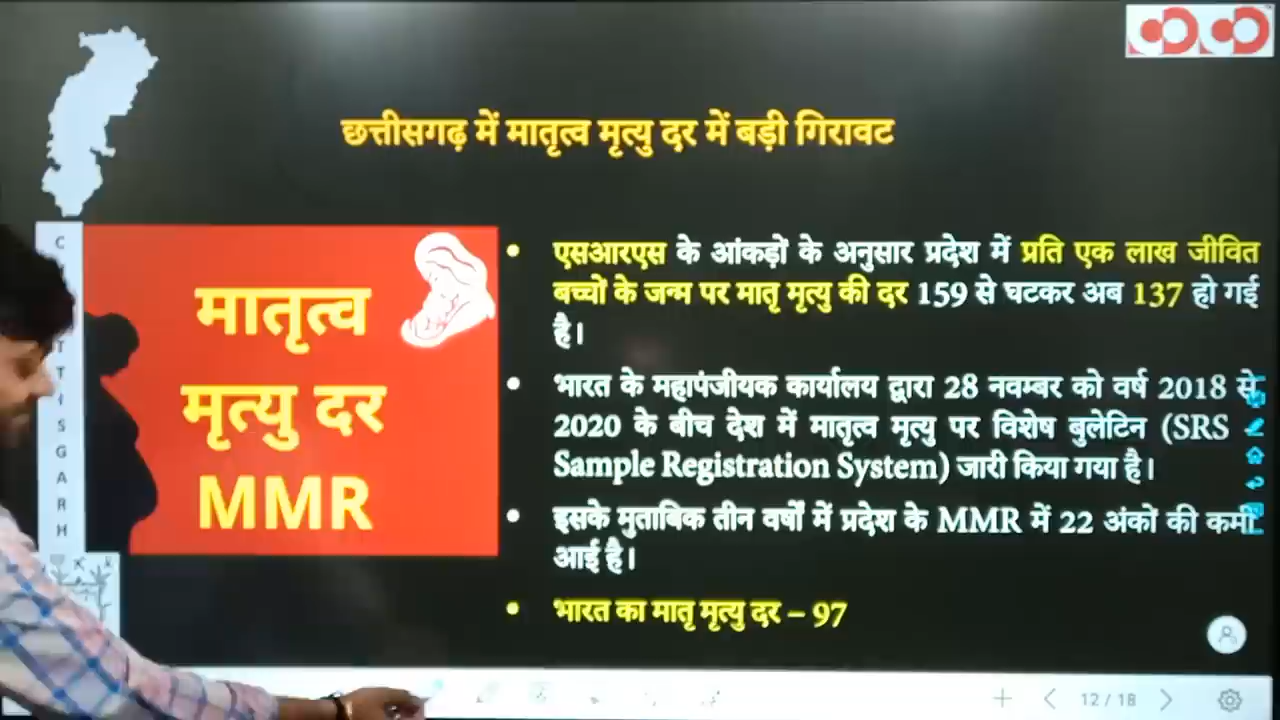 छत्तीसगढ़ में मातृत्व मृत्यु दर में बड़ी गिरावट
मातृत्व
मृत्यु दर
MMR
एसआरएस के आंकड़ों के अनुसार प्रदेश में प्रति एक लाख जीवित
बच्चों के जन्म पर मातृ मृत्यु की दर 159 से घटकर अब 137 हो गई
है।
भारत के महापंजीयक कार्यालय द्वारा 28 नवम्बर को वर्ष 2018 से
2020 के बीच देश में मातृत्व मृत्यु पर विशेष बुलेटिन (SRS -
Sample Registration System) जारी किया गया है।
इसके मुताबिक तीन वर्षों में प्रदेश के MMR में 22 अंकों की कमी
आई है।
भारत का मातृ मृत्यु दर – 97
12 / 18